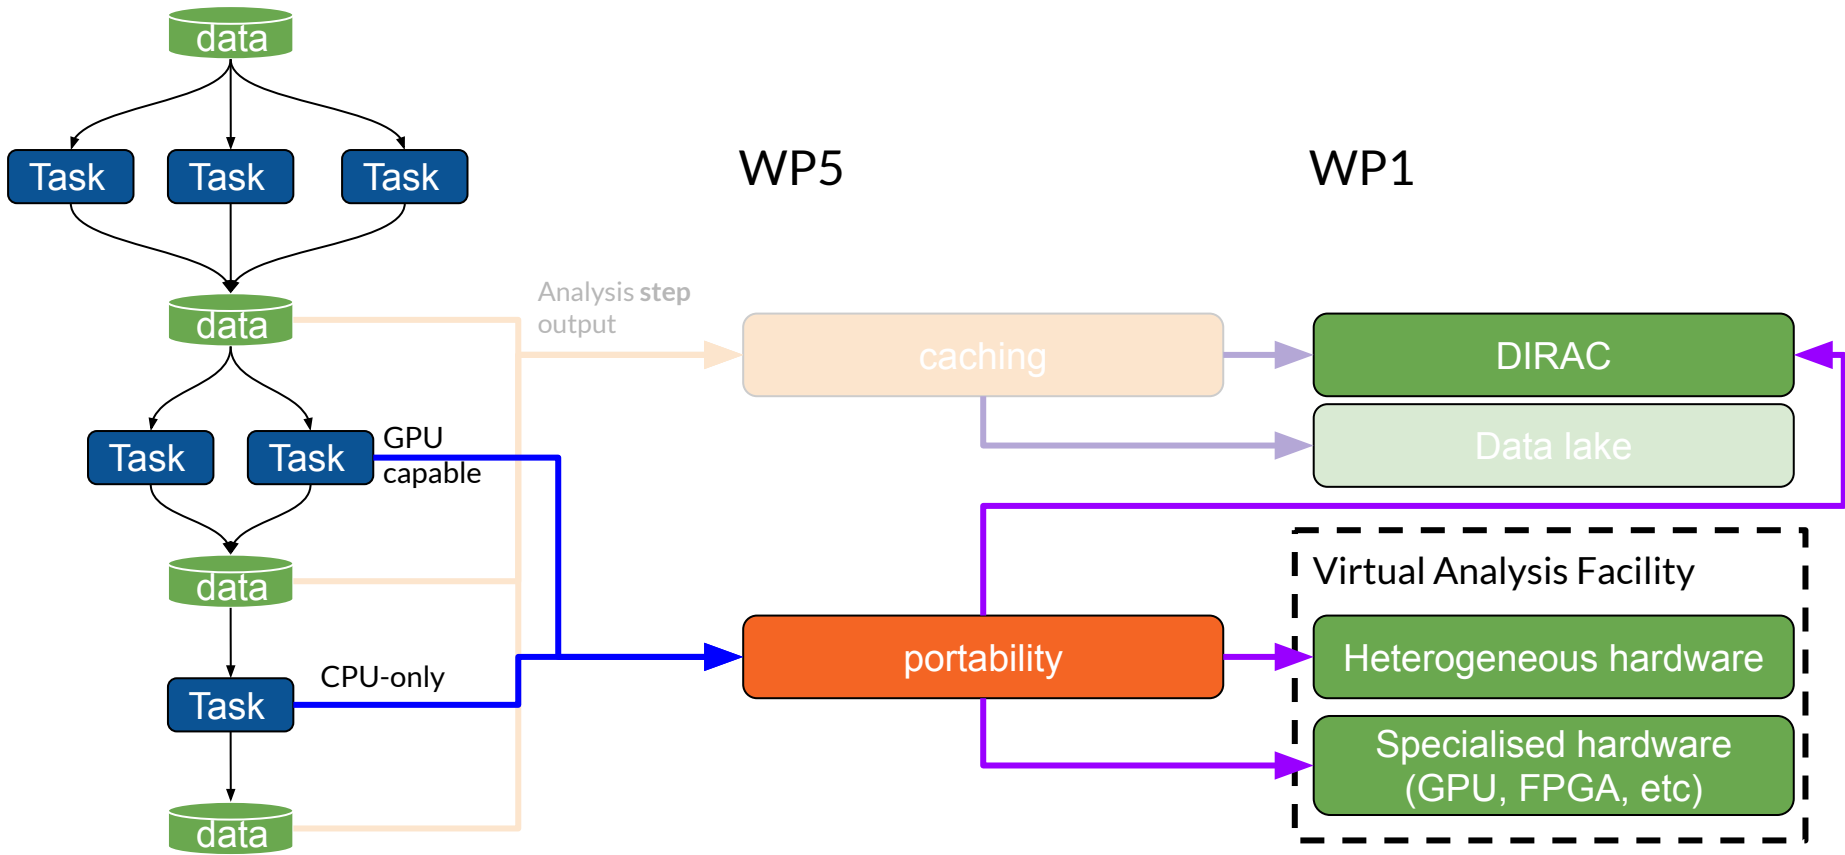 data
Task
Task
Task
WP5
WP1
data
Analysis step
output
caching
DIRAC
Data lake
Task
Task
GPU
capable
data
Virtual Analysis Facility
portability
Heterogeneous hardware
CPU-only
Task
Specialised hardware
(GPU, FPGA, etc)
data